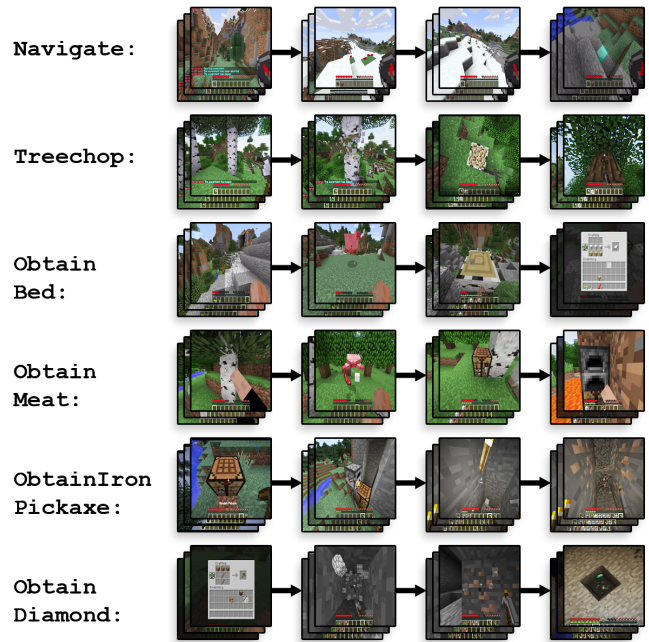 Navigate:
Treechop:
Obtain
Bed:
Obtain
Meat:
ObtainIron
Pickaxe:
Obtain
Diamond: